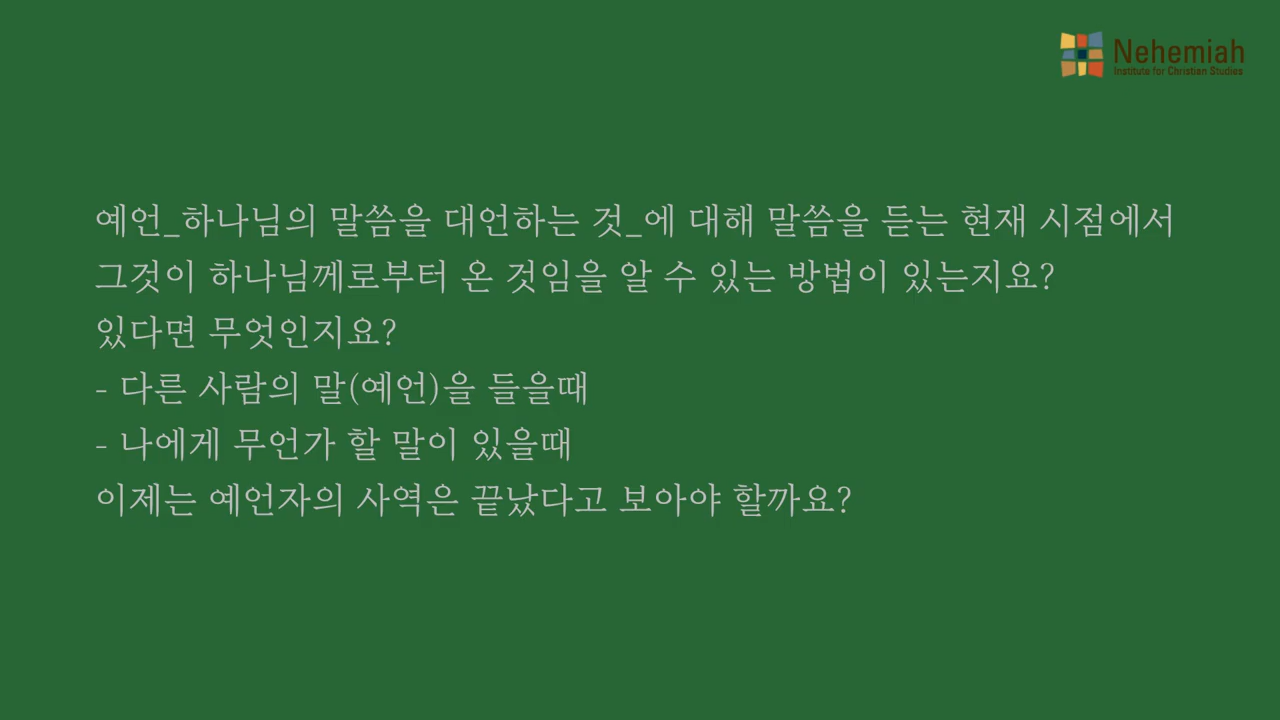 Nehemiah
Institute for Christian Studies
예언_하나님의 말씀을 대언하는 것_에 대해 말씀을 듣는 현재 시점에서
그것이 하나님께로부터 온 것임을 알 수 있는 방법이 있는지요?
있다면 무엇인지요?
- 다른 사람의 말(예언)을 들을때
- 나에게 무언가 할 말이 있을때
이제는 예언자의 사역은 끝났다고 보아야 할까요?